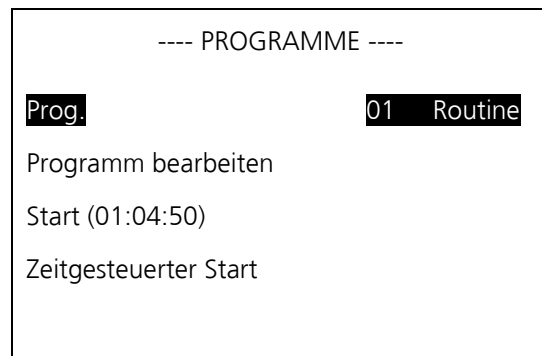 ---- PROGRAMME ----
Prog. 01 Routine
Programm bearbeiten
Start (01:04:50)
Zeitgesteuerter Start